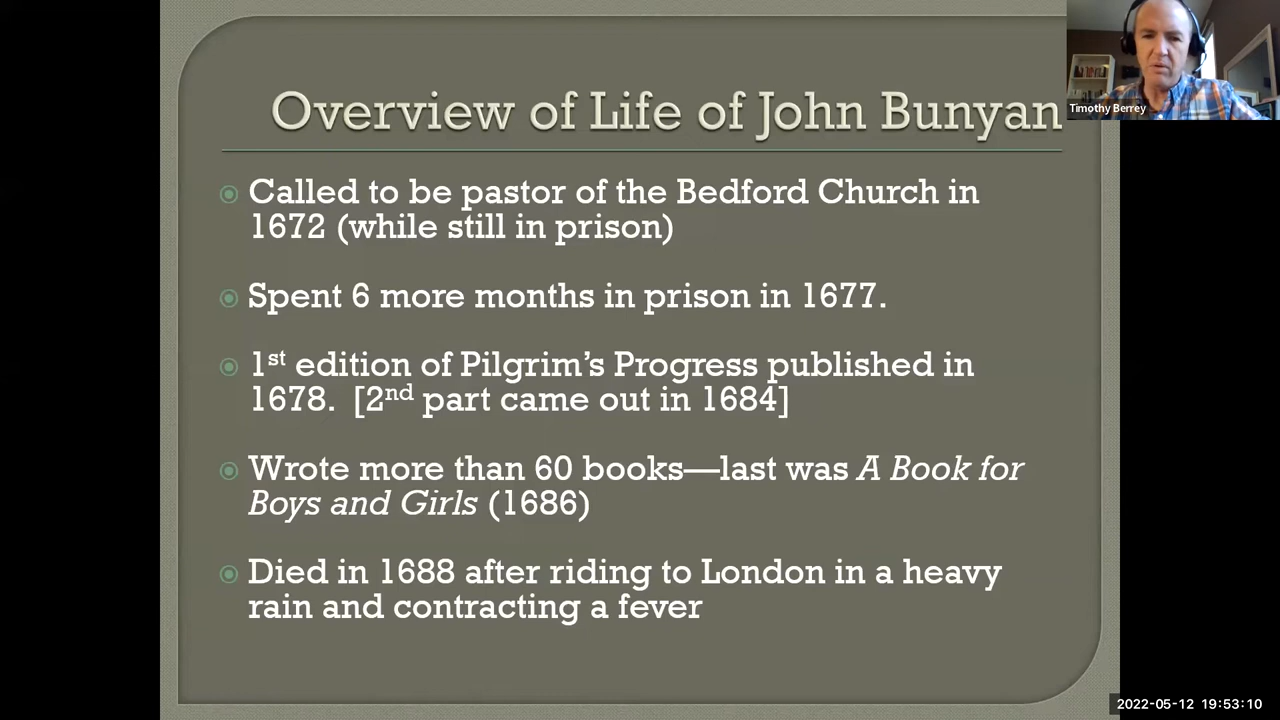 Overview of Life of John Bunyan
Timothy Berrey
Called to be pastor of the Bedford Church in
1672 (while still in prison)
Spent 6 more months in prison in 1677.
1st edition of Pilgrim’s Progress published in
1678. [2nd part came out in 1684]
Wrote more than 60 books—last was A Book for
Boys and Girls (1686)
Died in 1688 after riding to London in a heavy
rain and contracting a fever
2022-05-12 19:53:10